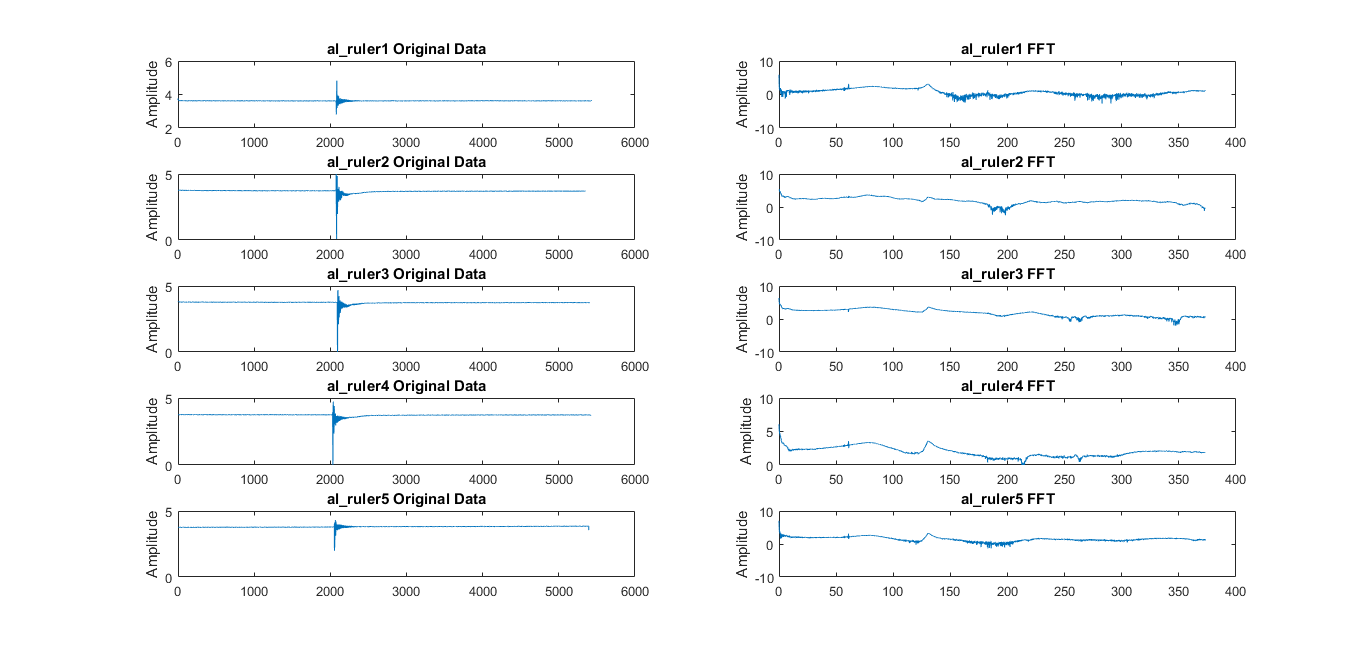 al_ruler1 Original Data
al_ruler1 FFT
Amplitude
6
4
2
0 1000 2000 3000 4000 5000 6000
Amplitude
10
0
-10
0 50 100 150 200 250 300 350 400
al_ruler2 Original Data
al_ruler2 FFT
Amplitude
5
0
0 1000 2000 3000 4000 5000 6000
Amplitude
10
0
-10
0 50 100 150 200 250 300 350 400
al_ruler3 Original Data
al_ruler3 FFT
Amplitude
5
0
0 1000 2000 3000 4000 5000 6000
Amplitude
10
0
-10
0 50 100 150 200 250 300 350 400
al_ruler4 Original Data
al_ruler4 FFT
Amplitude
5
0
0 1000 2000 3000 4000 5000 6000
Amplitude
10
5
0
0 50 100 150 200 250 300 350 400
al_ruler5 Original Data
al_ruler5 FFT
Amplitude
5
0
0 1000 2000 3000 4000 5000 6000
Amplitude
10
0
-10
0 50 100 150 200 250 300 350 400